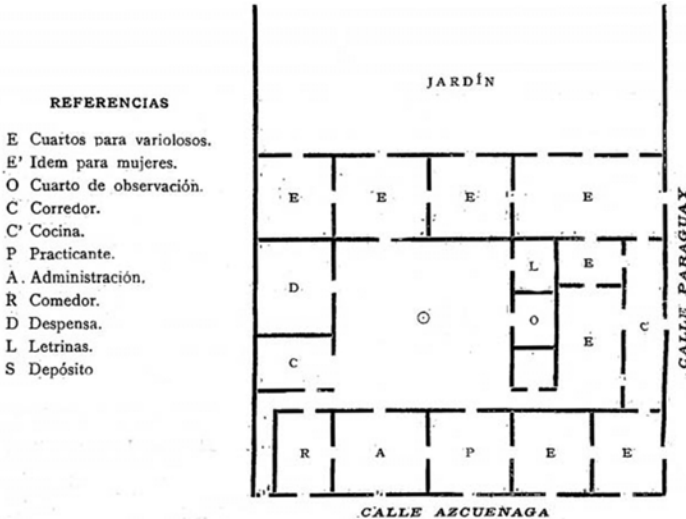 REFERENCIAS
E Cuartos para variolosos.
E' Idem para mujeres.
O Cuarto de observación.
C Corredor.
C' Cocina.
P Practicante.
A. Administración.
R Comedor.
D Despensa.
L Letrinas.
S Depósito
JARDÍN
E E E E
L E
D
O
E C
C
R A P E E
CALLE PARAGUAY
CALLE AZCUENAGA